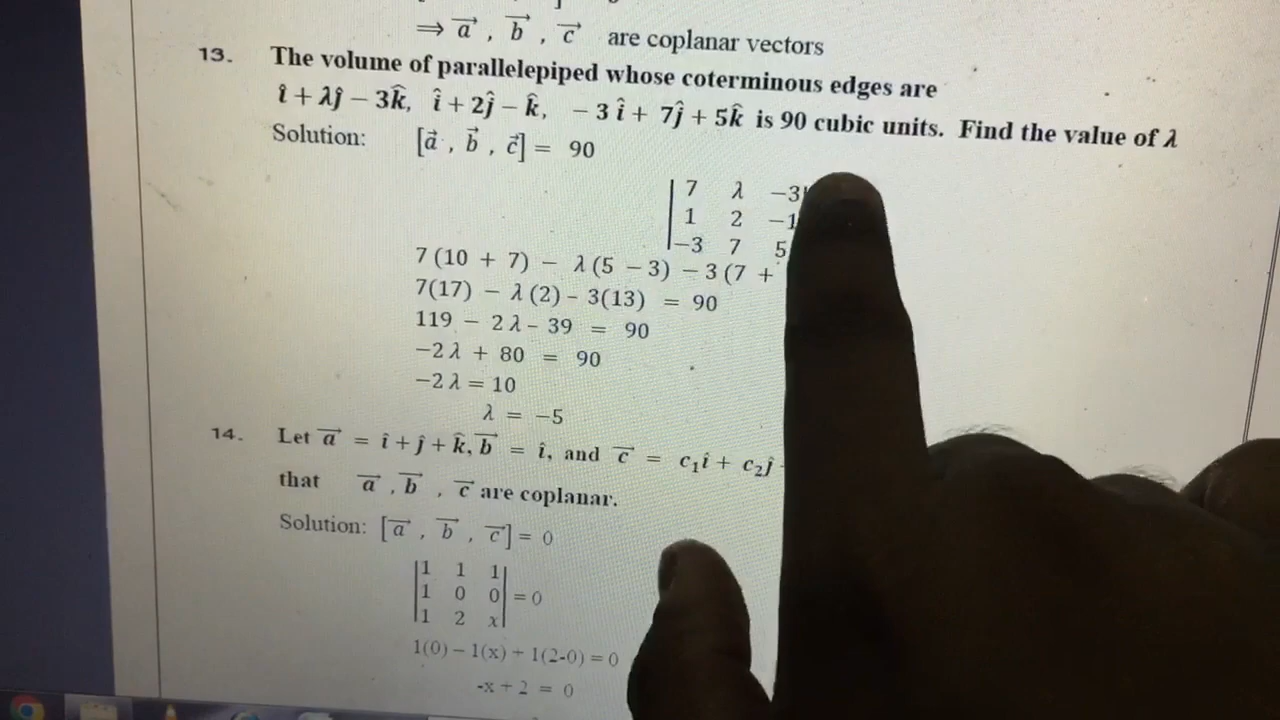 ⟹ a⃗ , b⃗ , c⃗ are coplanar vectors
13. The volume of parallelepiped whose coterminous edges are
î + λĵ − 3k̂, î + 2ĵ − k̂, − 3 î + 7ĵ + 5k̂ is 90 cubic units. Find the value of λ
Solution: [a⃗ , b⃗ , c⃗] = 90
|7 λ −3|
|1 2 −1
|−3 7 5
7 (10 + 7) − λ (5 − 3) − 3 (7 +
7(17) − λ (2) − 3(13) = 90
119 − 2 λ − 39 = 90
−2 λ + 80 = 90
−2 λ = 10
λ = −5
14. Let a⃗ = î + ĵ + k̂, b⃗ = î, and c⃗ = c₁î + c₂ĵ
that a⃗ , b⃗ , c⃗ are coplanar.
Solution: [a⃗ , b⃗ , c⃗] = 0
|1 1 1|
|1 0 0| = 0
|1 2 x|
1(0) − 1(x) + 1(2-0) = 0
-x + 2 = 0